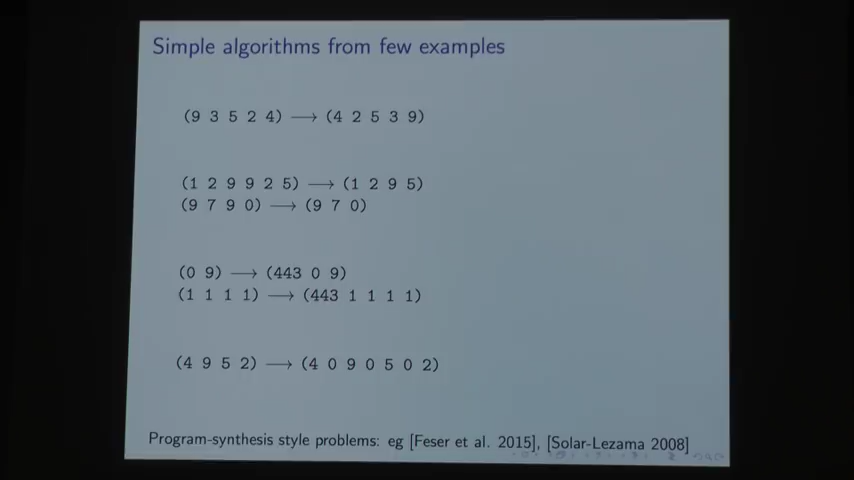 Simple algorithms from few examples
(9 3 5 2 4) → (4 2 5 3 9)
(1 2 9 9 2 5) → (1 2 9 5)
(9 7 9 0) → (9 7 0)
(0 9) → (443 0 9)
(1 1 1 1) → (443 1 1 1 1)
(4 9 5 2) → (4 0 9 0 5 0 2)
Program-synthesis style problems: eg [Feser et al. 2015], [Solar-Lezama 2008]